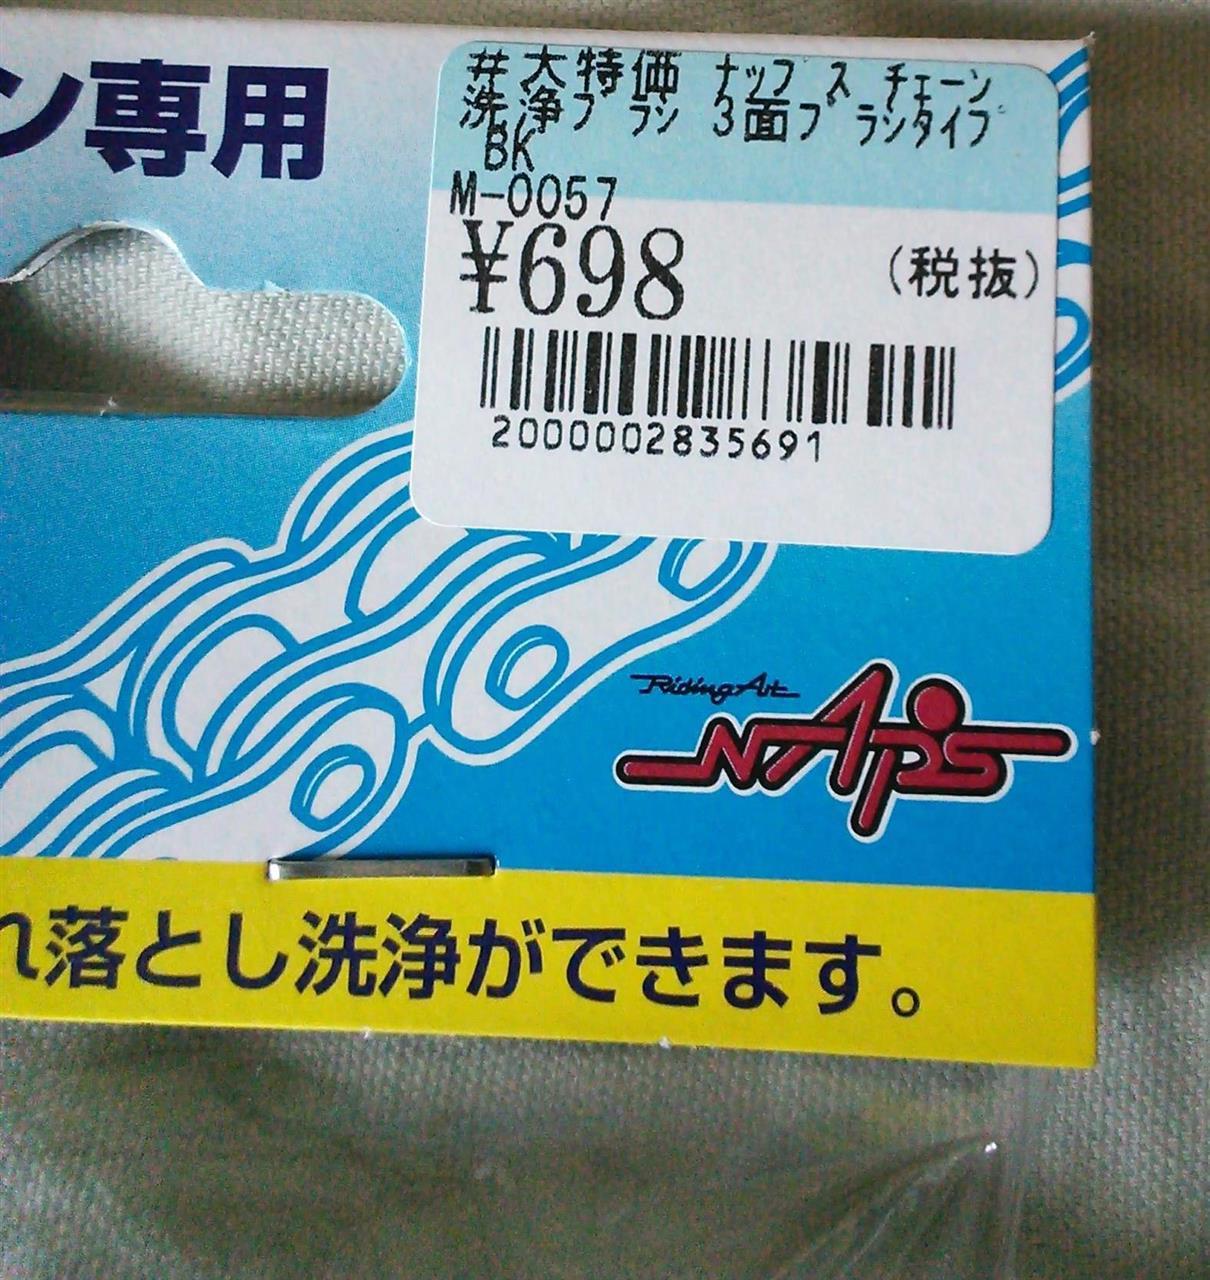 ン専用
#大特価 ナップス チェーン
洗浄ブラシ 3面ブラシタイプ
BK
M-0057
¥698 (税抜)
2000002835691
Riding Art
NAPS
れ落とし洗浄ができます。